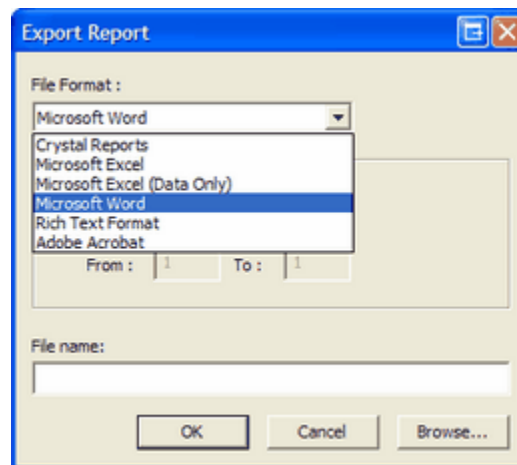 Export Report
File Format :
Microsoft Word
Crystal Reports
Microsoft Excel
Microsoft Excel (Data Only)
Microsoft Word
Rich Text Format
Adobe Acrobat
From : 1 To : 1
File name:
OK Cancel Browse...